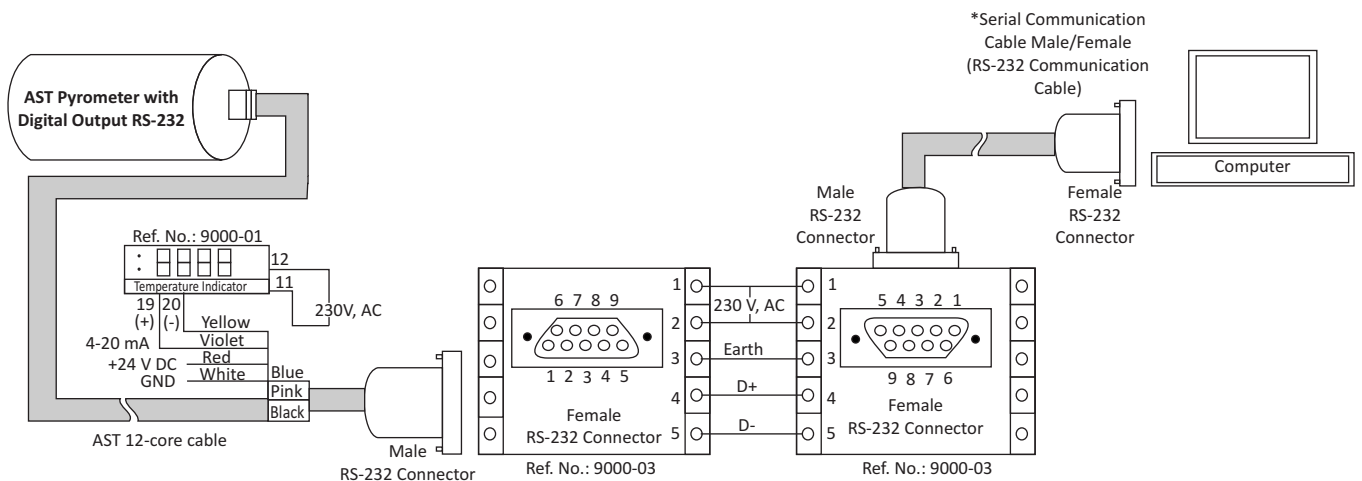 *Serial Communication
Cable Male/Female
(RS-232 Communication
Cable)
AST Pyrometer with
Digital Output RS-232
Computer
Male
RS-232
Connector
Female
RS-232
Connector
Ref. No.: 9000-01
12
Temperature Indicator
11
230V, AC
19
(+)
20
(-)
Yellow
4-20 mA
Violet
+24 V DC
Red
GND
White
Blue
Pink
Black
AST 12-core cable
Male
RS-232 Connector
6 7 8 9
1 2 3 4 5
Female
RS-232 Connector
1
2
3
4
5
Ref. No.: 9000-03
230 V, AC
Earth
D+
D-
1
2
3
4
5
5 4 3 2 1
9 8 7 6
Female
RS-232 Connector
Ref. No.: 9000-03